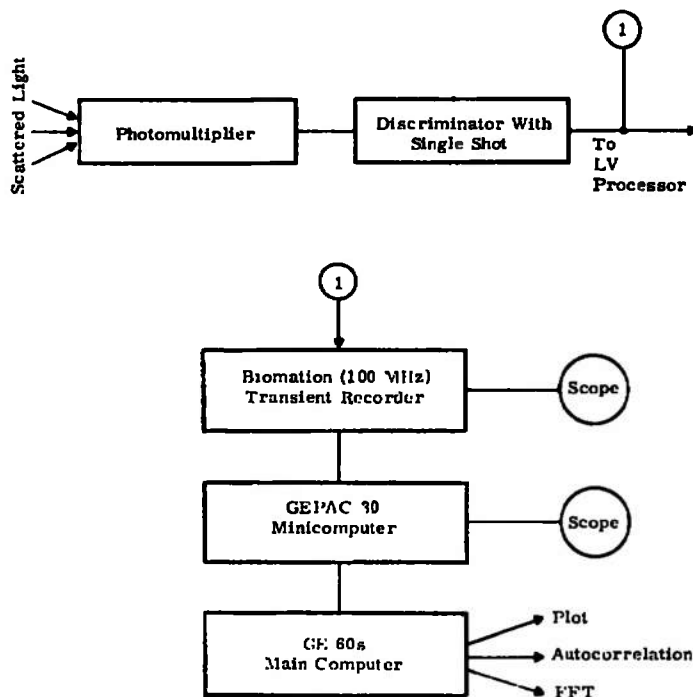 1
Scattered Light
Photomultiplier
Discriminator With
Single Shot
To
LV
Processor
1
Biomation (100 MHz)
Transient Recorder
Scope
GEPAC 30
Minicomputer
Scope
GE 60s
Main Computer
Plot
Autocorrelation
FFT